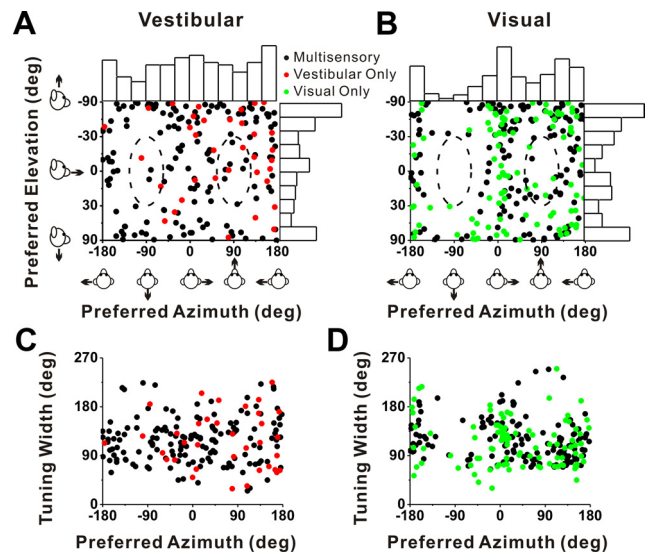 A Vestibular
B Visual
Multisensory
Vestibular Only
Visual Only
Preferred Elevation (deg)
-90
-30
0
30
90
-180 -90 0 90 180
Preferred Azimuth (deg)
-90
-30
0
30
90
-180 -90 0 90 180
Preferred Azimuth (deg)
C
Tuning Width (deg)
270
180
90
0
-180 -90 0 90 180
Preferred Azimuth (deg)
D
Tuning Width (deg)
270
180
90
0
-180 -90 0 90 180
Preferred Azimuth (deg)